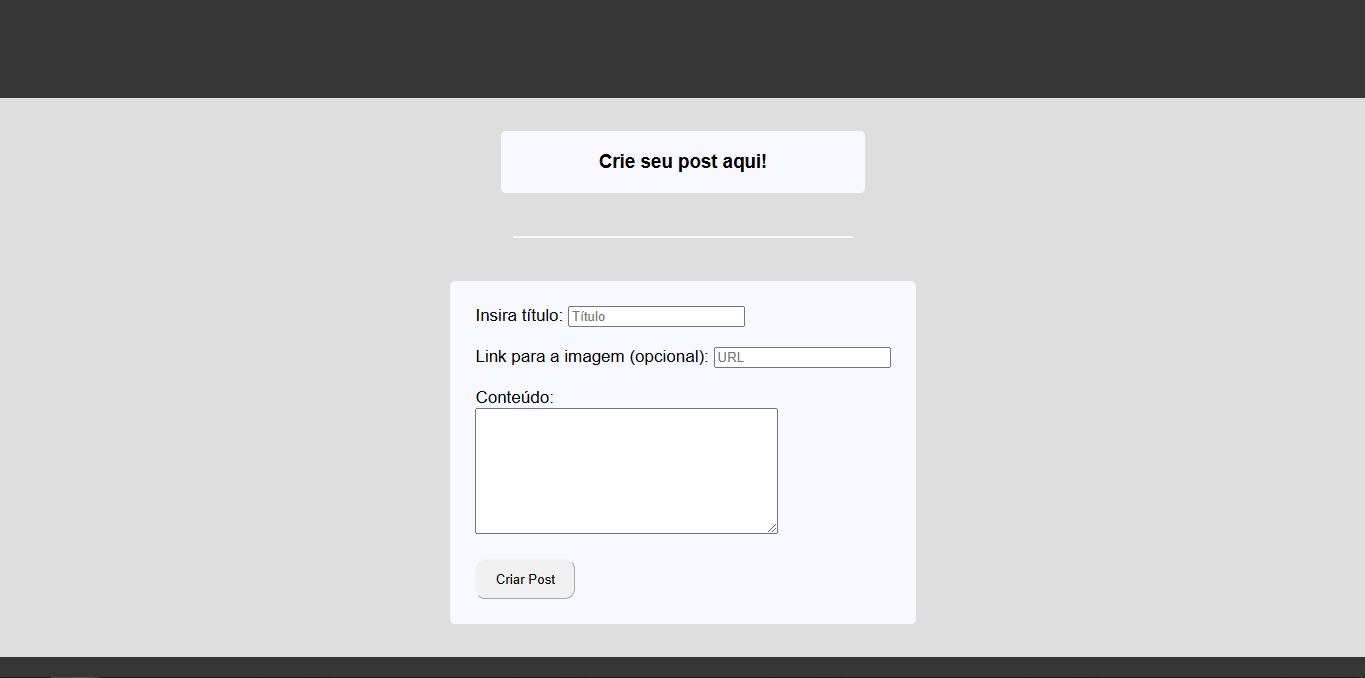 Crie seu post aqui!
Insira título: Título
Link para a imagem (opcional): URL
Conteúdo:
Criar Post